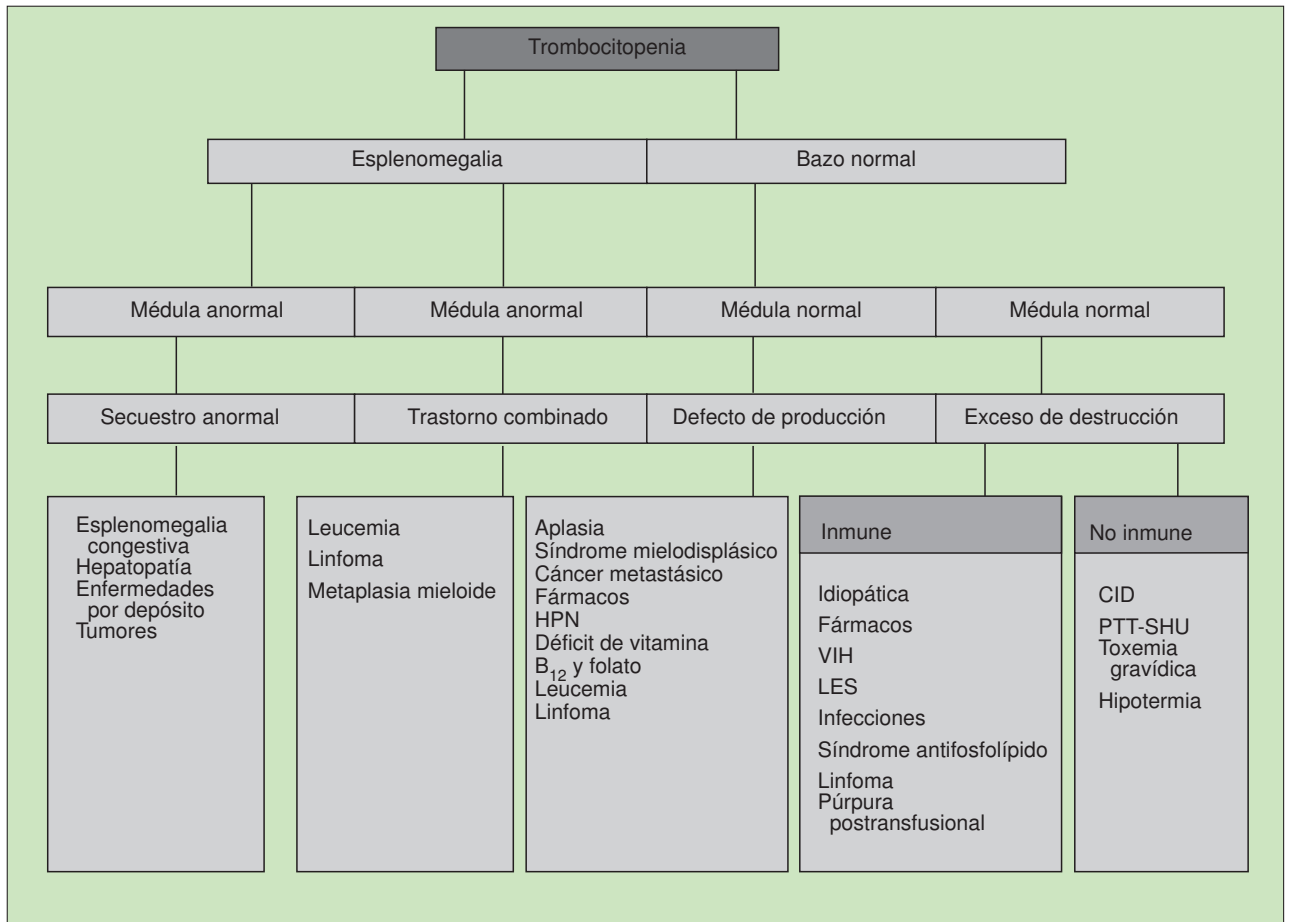 Trombocitopenia
Esplenomegalia
Bazo normal
Médula anormal
Médula anormal
Médula normal
Médula normal
Secuestro anormal
Trastorno combinado
Defecto de producción
Exceso de destrucción
Esplenomegalia
congestiva
Hepatopatía
Enfermedades
por depósito
Tumores
Leucemia
Linfoma
Metaplasia mieloide
Aplasia
Síndrome mielodisplásico
Cáncer metastásico
Fármacos
HPN
Déficit de vitamina
B₁₂ y folato
Leucemia
Linfoma
Inmune
Idiopática
Fármacos
VIH
LES
Infecciones
Síndrome antifosfolípido
Linfoma
Púrpura
postransfusional
No inmune
CID
PTT-SHU
Toxemia
gravídica
Hipotermia